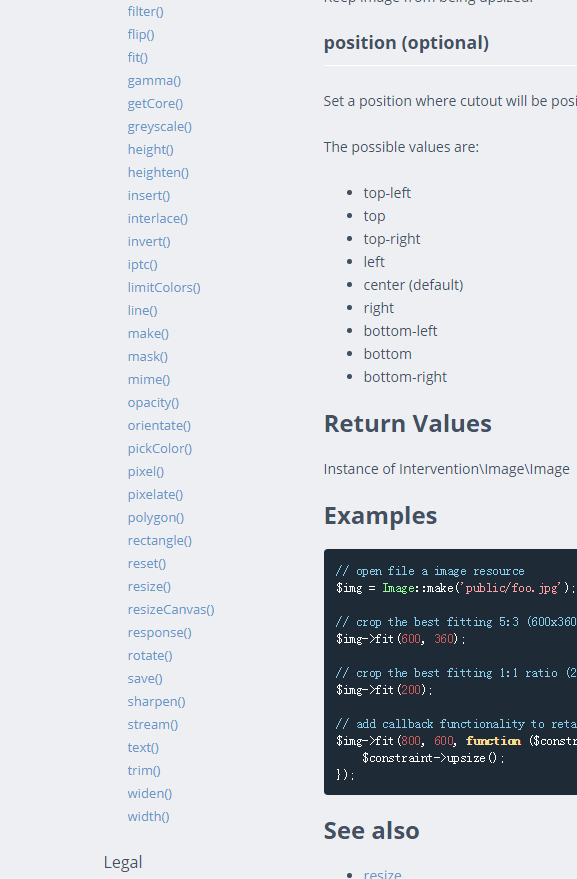 filter()
flip()
fit()
gamma()
getCore()
greyscale()
height()
heighten()
insert()
interlace()
invert()
iptc()
limitColors()
line()
make()
mask()
mime()
opacity()
orientate()
pickColor()
pixel()
pixelate()
polygon()
rectangle()
reset()
resize()
resizeCanvas()
response()
rotate()
save()
sharpen()
stream()
text()
trim()
widen()
width()
Legal
Keep image from being upsized.
position (optional)
Set a position where cutout will be posi
The possible values are:
top-left
top
top-right
left
center (default)
right
bottom-left
bottom
bottom-right
Return Values
Instance of Intervention\Image\Image
Examples
// open file a image resource
$img = Image::make('public/foo.jpg');
// crop the best fitting 5:3 (600x360
$img->fit(600, 360);
// crop the best fitting 1:1 ratio (2
$img->fit(200);
// add callback functionality to reta
$img->fit(800, 600, function ($constr
$constraint->upsize();
});
See also
resize